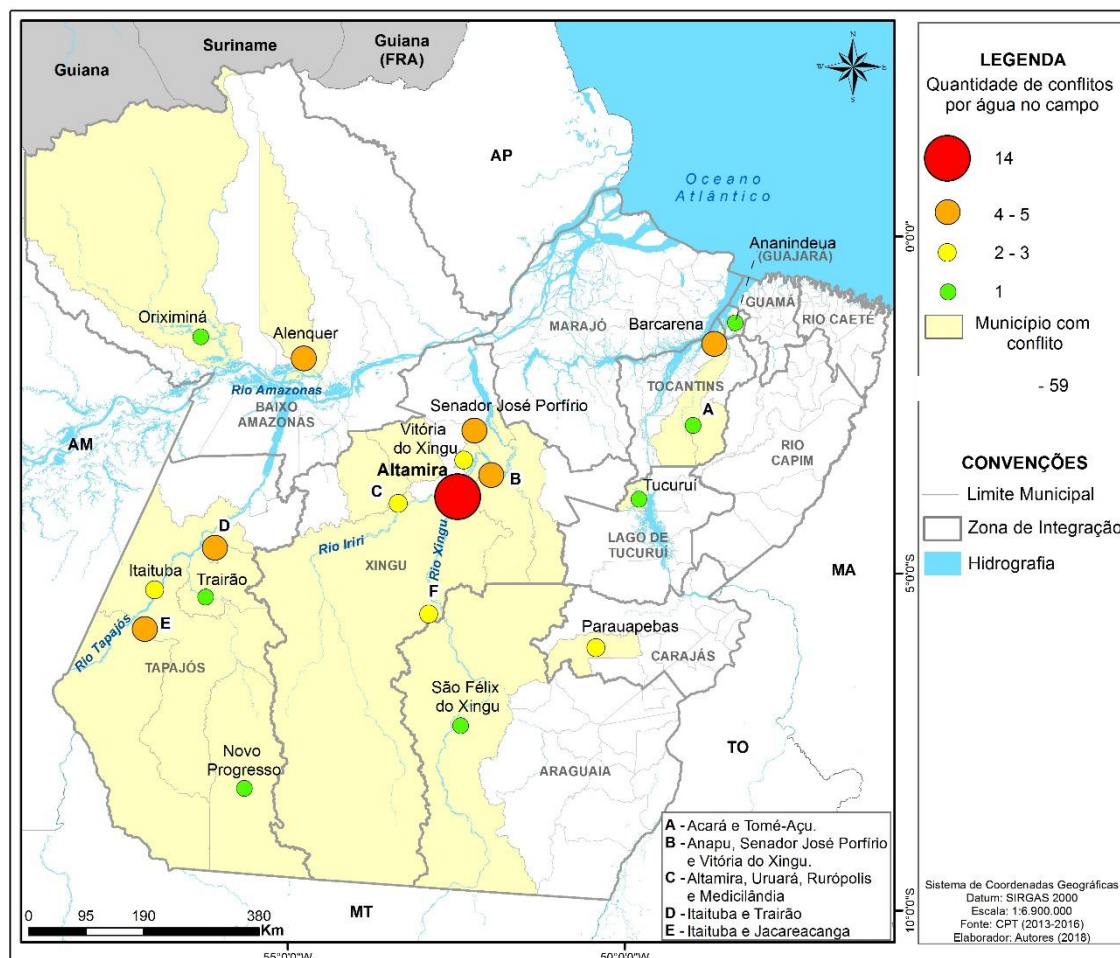 Guiana
Suriname
Guiana
(FRA)
AP
Oceano
Atlântico
Ananindeua
(GUAJARÁ)
GUAMÁ
RIO CAETÉ
MARAJÓ
Barcarena
Oriximiná
Alenquer
Rio Amazonas
BAIXO
AMAZONAS
TOCANTINS
A
RIO
CAPIM
AM
Senador José Porfírio
Vitória
do Xingu
Altamira
B
C
Tucuruí
LAGO DE
TUCURUÍ
MA
D
Rio Iriri
XINGU
Rio Xingu
Itaituba
Trairão
F
E
Rio Tapajós
TAPAJÓS
Parauapebas
CARAJÁS
São Félix
do Xingu
TO
Novo
Progresso
ARAGUAIA
MT
0 95 190 380
Km
A - Acará e Tomé-Açu.
B - Anapu, Senador José Porfírio
e Vitória do Xingu.
C - Altamira, Uruará, Rurópolis
e Medicilândia
D - Itaituba e Trairão
E - Itaituba e Jacareacanga
55°0'0"W
50°0'0"W
0°0'0"
5°0'0"S
10°0'0"S
N
E
S
W
LEGENDA
Quantidade de conflitos
por água no campo
14
4 - 5
2 - 3
1
Município com
conflito
- 59
CONVENÇÕES
Limite Municipal
Zona de Integração
Hidrografia
Sistema de Coordenadas Geográficas
Datum: SIRGAS 2000
Escala: 1:6.900.000
Fonte: CPT (2013-2016)
Elaborador: Autores (2018)